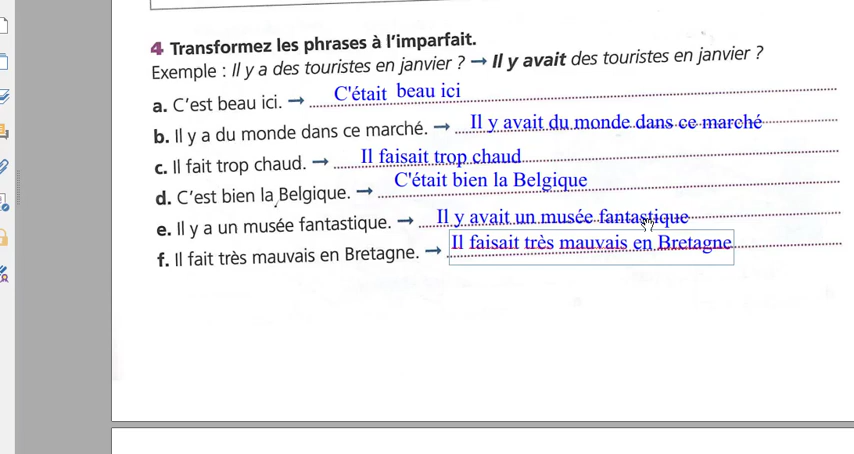 4 Transformez les phrases à l'imparfait.
Exemple : Il y a des touristes en janvier ? → Il y avait des touristes en janvier ?
a. C'est beau ici. → C'était beau ici
b. Il y a du monde dans ce marché. → Il y avait du monde dans ce marché
c. Il fait trop chaud. → Il faisait trop chaud
d. C'est bien la Belgique. → C'était bien la Belgique
e. Il y a un musée fantastique. → Il y avait un musée fantastique
f. Il fait très mauvais en Bretagne. → Il faisait très mauvais en Bretagne